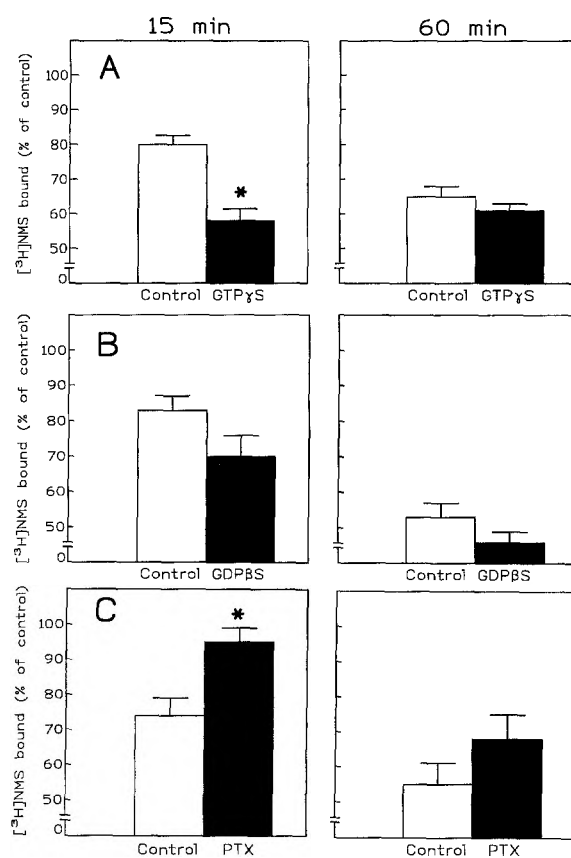 15 min
60 min
A
[³H]NMS bound (% of control)
100
90
80
70
60
50
0
*
Control GTPγS
Control GTPγS
B
[³H]NMS bound (% of control)
100
90
80
70
60
50
0
Control GDPβS
Control GDPβS
C
[³H]NMS bound (% of control)
100
90
80
70
60
50
0
*
Control PTX
Control PTX